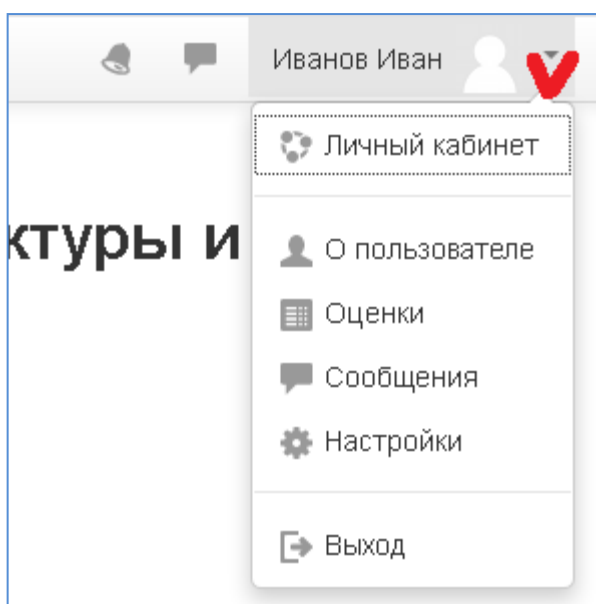 Иванов Иван
Личный кабинет
ктуры и
О пользователе
Оценки
Сообщения
Настройки
Выход